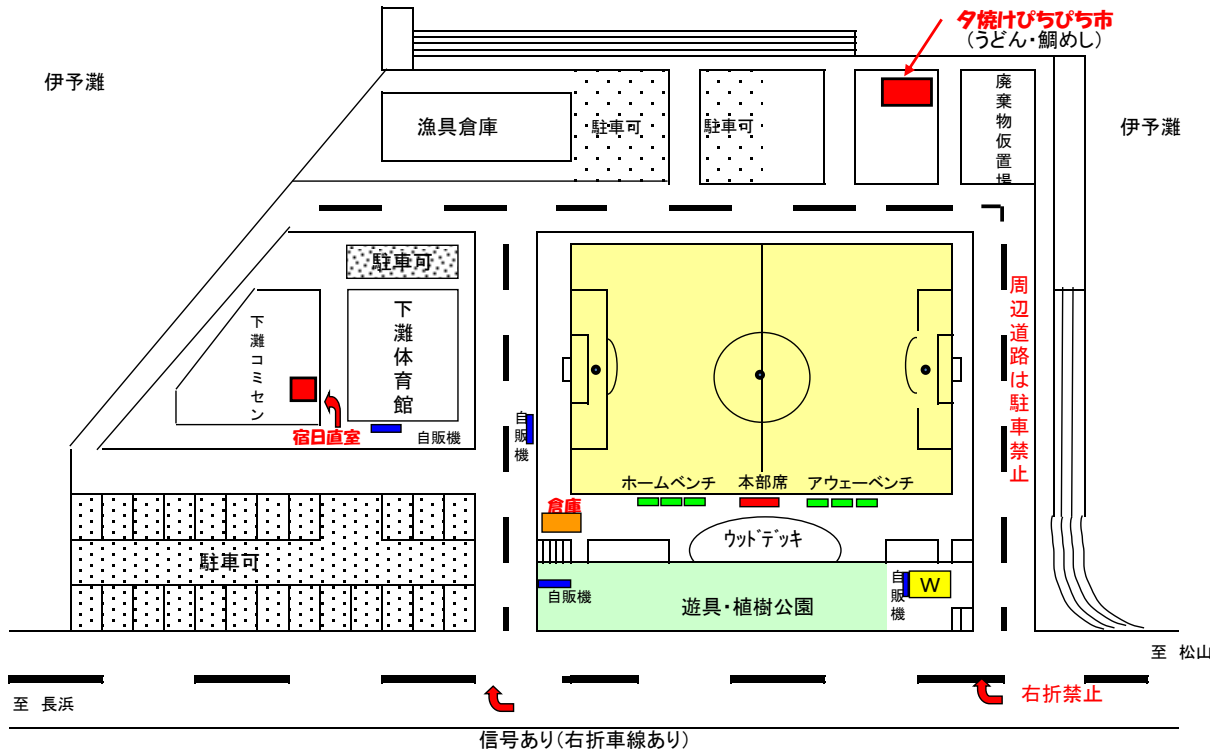 夕焼けぴちぴち市
(うどん・鯛めし)
伊予灘
漁具倉庫
駐車可
駐車可
廃棄物仮置場
伊予灘
駐車可
下灘体育館
下灘コミセン
宿日直室
自販機
自販機
周辺道路は駐車禁止
ホームベンチ
本部席
アウェーベンチ
倉庫
ウッドデッキ
駐車可
自販機
遊具・植樹公園
自販機
W
至 松山
至 長浜
右折禁止
信号あり(右折車線あり)